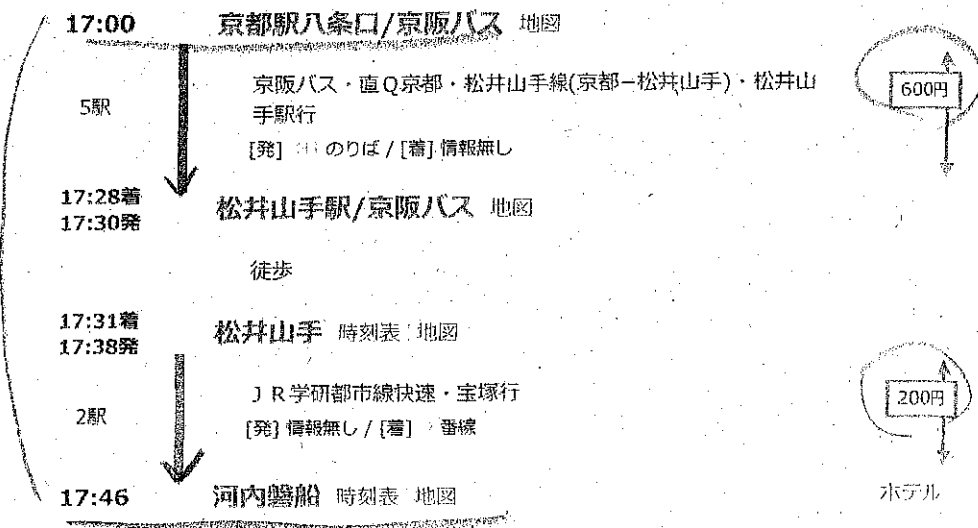 17:00 京都駅八条口/京阪バス 地図
京阪バス・直Q京都・松井山手線(京都－松井山手)・松井山
5駅 手駅行
600円
[発] のりば / [着] 情報無し
17:28着
17:30発
松井山手駅/京阪バス 地図
徒歩
17:31着
17:38発
松井山手 時刻表 地図
ＪＲ学研都市線快速・宝塚行
2駅
[発] 情報無し / [着] 番線
200円
17:46 河内磐船 時刻表 地図
ホテル